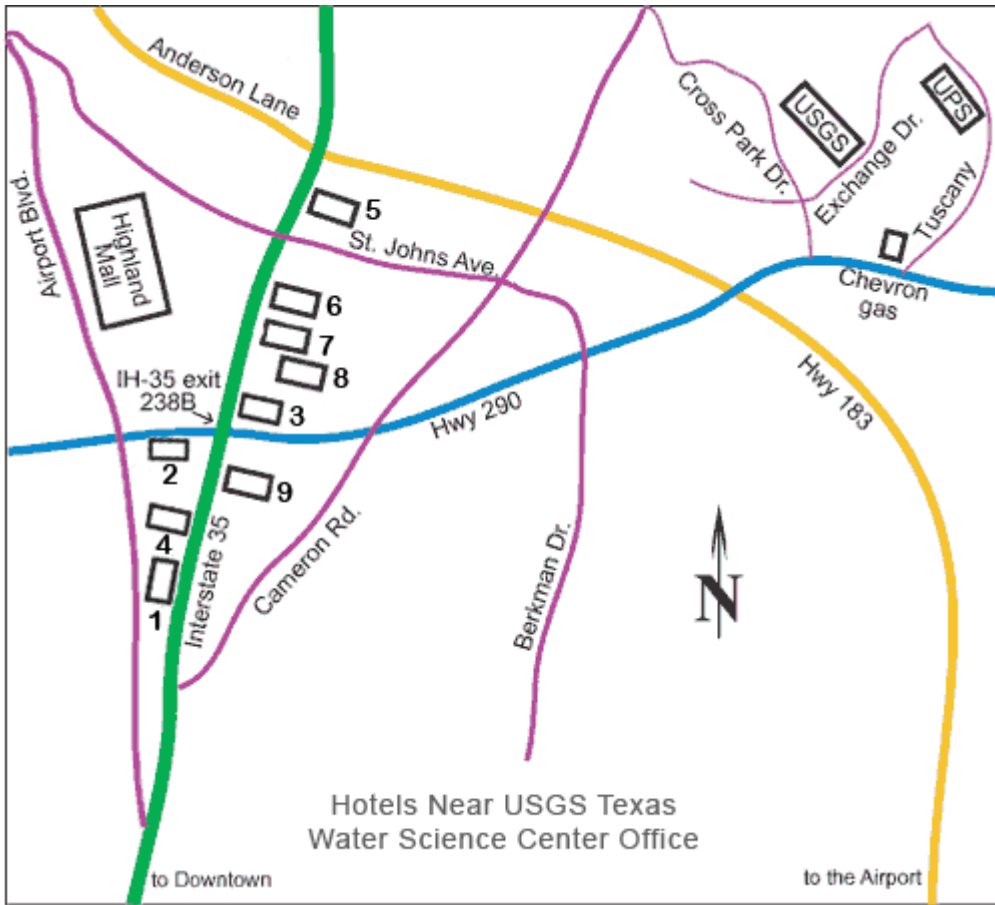 Anderson Lane
Cross Park Dr.
USGS
UPS
Exchange Dr.
Tuscany
Airport Blvd.
Highland
Mall
5
St. Johns Ave.
Chevron
gas
6
7
8
IH-35 exit
238B
3
Hwy 290
Hwy 183
2
9
4
1
Interstate 35
Cameron Rd.
Berkman Dr.
N
Hotels Near USGS Texas
Water Science Center Office
to Downtown
to the Airport